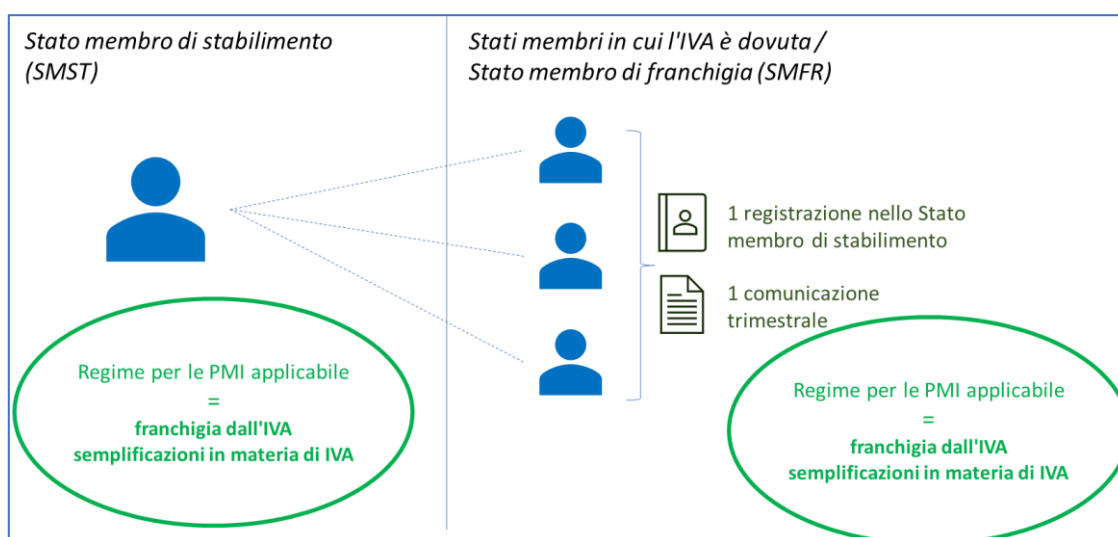 Stato membro di stabilimento
(SMST)
Stati membri in cui l'IVA è dovuta /
Stato membro di franchigia (SMFR)
1 registrazione nello Stato
membro di stabilimento
1 comunicazione
trimestrale
Regime per le PMI applicabile
=
franchigia dall'IVA
semplificazioni in materia di IVA
Regime per le PMI applicabile
=
franchigia dall'IVA
semplificazioni in materia di IVA